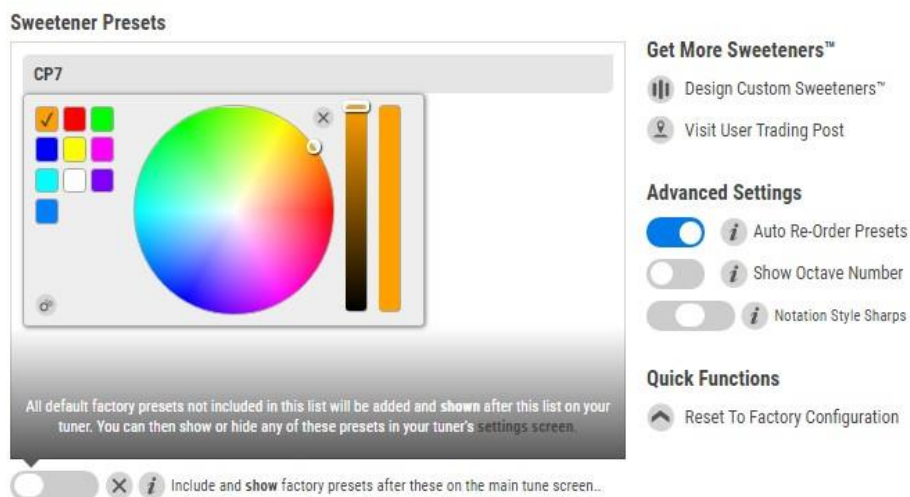 Sweetener Presets
CP7
All default factory presets not included in this list will be added and shown after this list on your
tuner. You can then show or hide any of these presets in your tuner's settings screen.
Include and show factory presets after these on the main tune screen..
Get More Sweeteners™
Design Custom Sweeteners™
Visit User Trading Post
Advanced Settings
i Auto Re-Order Presets
i Show Octave Number
i Notation Style Sharps
Quick Functions
Reset To Factory Configuration